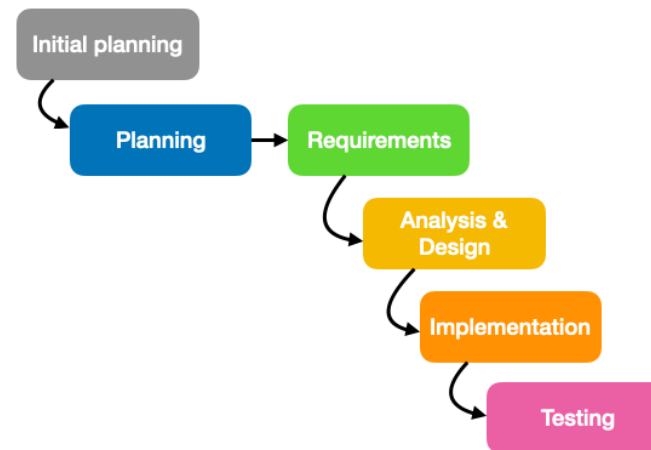 Initial planning
Planning
Requirements
Analysis &
Design
Implementation
Testing